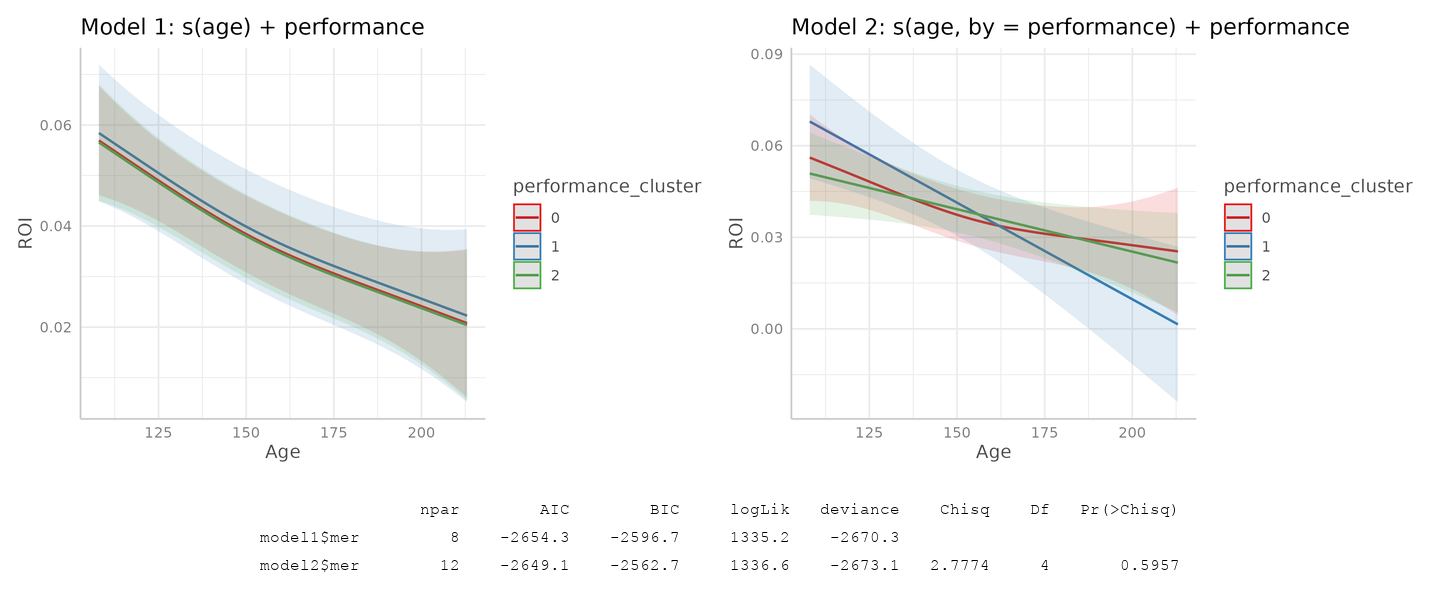 Model 1: s(age) + performance
0.06
0.04
0.02
ROI
125 150 175 200
Age
performance_cluster
0
1
2
Model 2: s(age, by = performance) + performance
0.09
0.06
0.03
0.00
ROI
125 150 175 200
Age
performance_cluster
0
1
2
npar AIC BIC logLik deviance Chisq Df Pr(>Chisq)
model1$mer 8 -2654.3 -2596.7 1335.2 -2670.3
model2$mer 12 -2649.1 -2562.7 1336.6 -2673.1 2.7774 4 0.5957